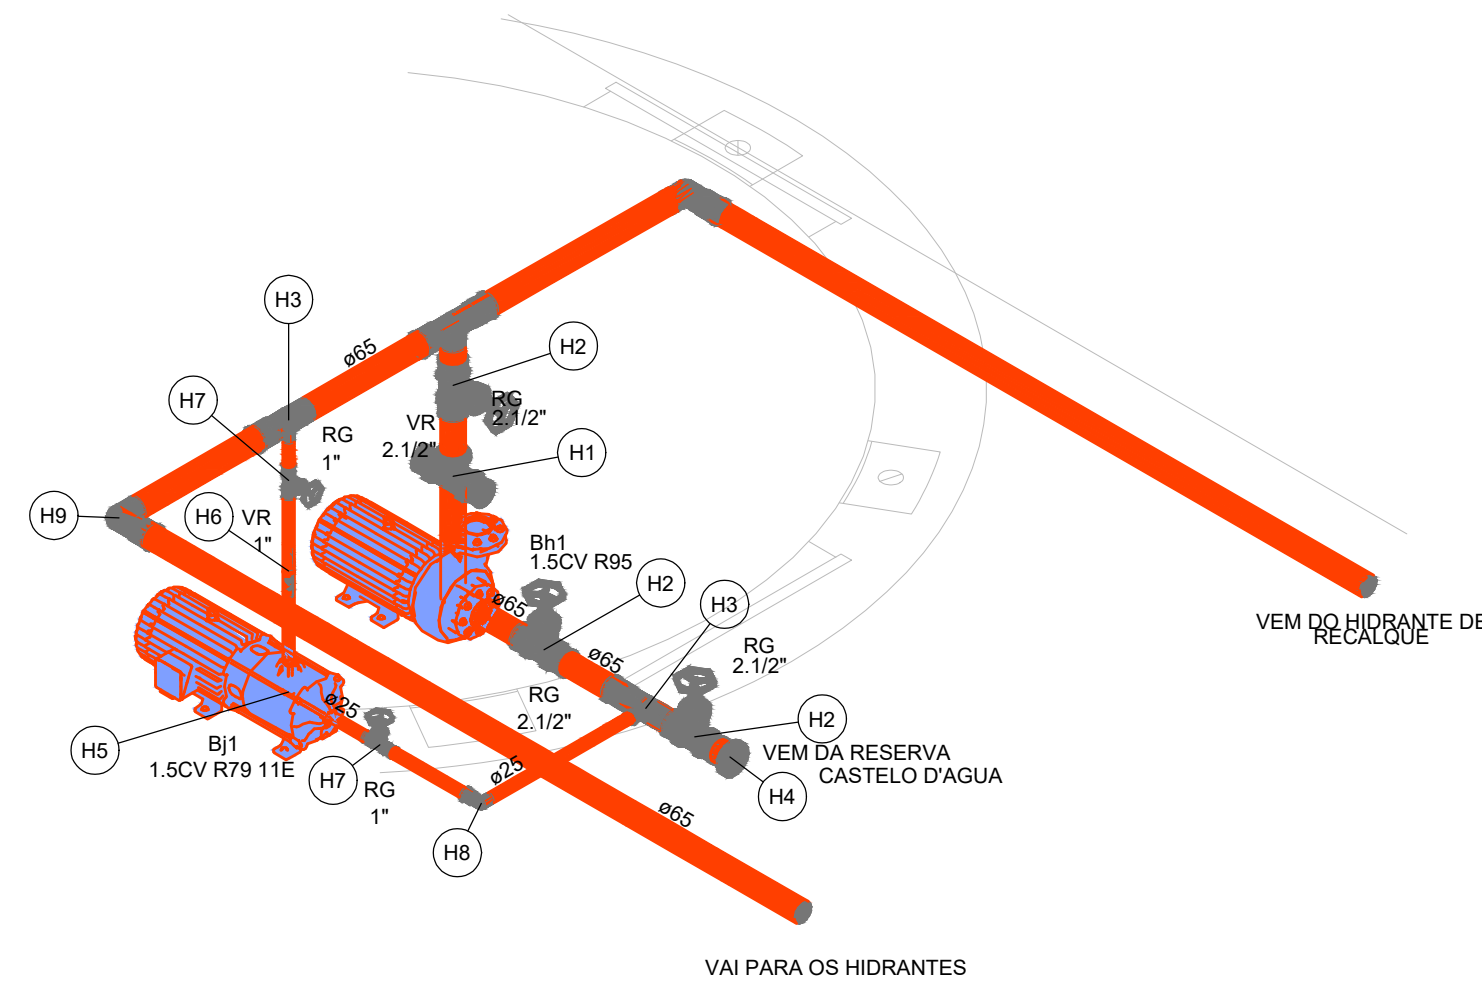 H3
ø65
H2
H7
RG
2.1/2"
VR
2.1/2"
RG
1"
H1
H9
H6
VR
1"
Bh1
1.5CV R95
H2
ø65
H3
VEM DO HIDRANTE DE
RECALQUE
RG
2.1/2"
ø65
RG
2.1/2"
ø25
H2
H5
Bj1
1.5CV R79 11E
H7
RG
1"
ø25
VEM DA RESERVA
CASTELO D'AGUA
H4
ø65
H8
VAI PARA OS HIDRANTES